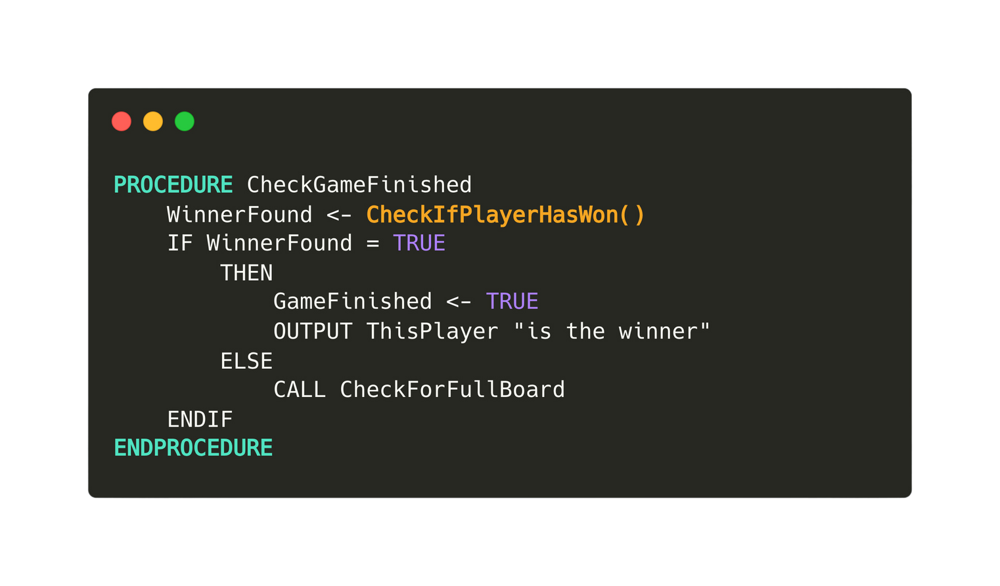 PROCEDURE CheckGameFinished
    WinnerFound <- CheckIfPlayerHasWon()
    IF WinnerFound = TRUE
        THEN
            GameFinished <- TRUE
            OUTPUT ThisPlayer "is the winner"
        ELSE
            CALL CheckForFullBoard
    ENDIF
ENDPROCEDURE